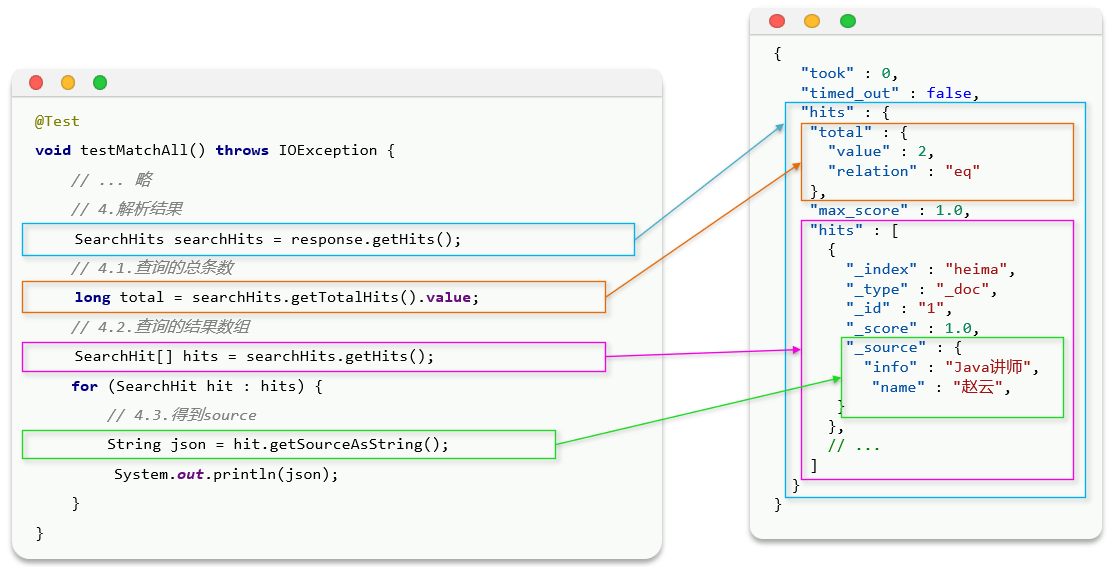 @Test
void testMatchAll() throws IOException {
// ... 略
// 4.解析结果
SearchHits searchHits = response.getHits();
// 4.1.查询的总条数
long total = searchHits.getTotalHits().value;
// 4.2.查询的结果数组
SearchHit[] hits = searchHits.getHits();
for (SearchHit hit : hits) {
// 4.3.得到source
String json = hit.getSourceAsString();
System.out.println(json);
}
}
{
"took" : 0,
"timed_out" : false,
"hits" : {
"total" : {
"value" : 2,
"relation" : "eq"
},
"max_score" : 1.0,
"hits" : [
{
"_index" : "heima",
"_type" : "_doc",
"_id" : "1",
"_score" : 1.0,
"_source" : {
"info" : "Java讲师",
"name" : "赵云",
}
},
// ...
]
}
}